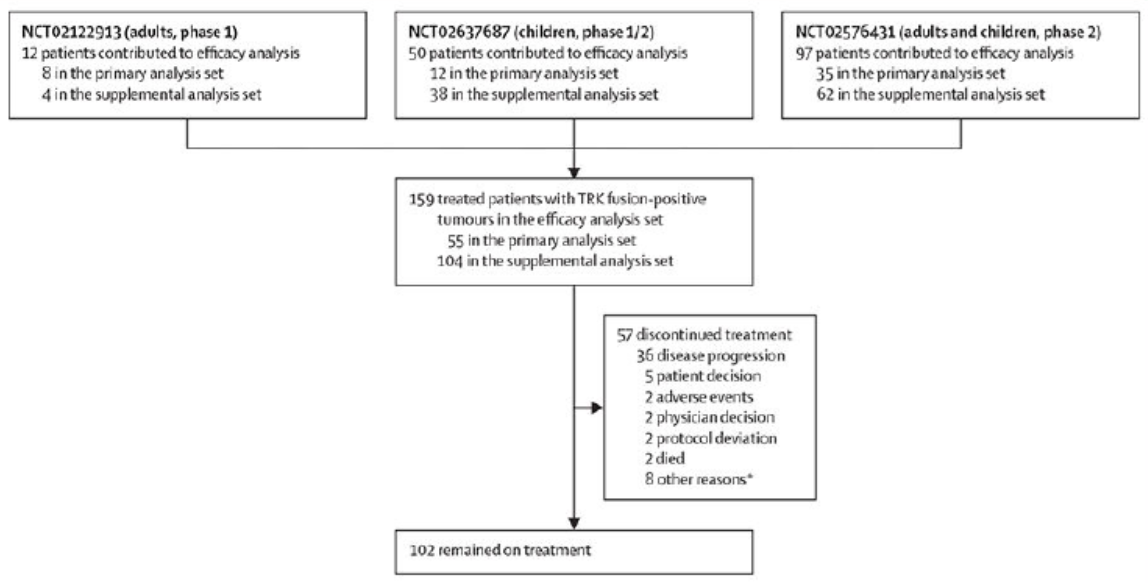 NCT02122913 (adults, phase 1)
12 patients contributed to efficacy analysis
8 in the primary analysis set
4 in the supplemental analysis set
NCT02637687 (children, phase 1/2)
50 patients contributed to efficacy analysis
12 in the primary analysis set
38 in the supplemental analysis set
NCT02576431 (adults and children, phase 2)
97 patients contributed to efficacy analysis
35 in the primary analysis set
62 in the supplemental analysis set
159 treated patients with TRK fusion-positive
tumours in the efficacy analysis set
55 in the primary analysis set
104 in the supplemental analysis set
57 discontinued treatment
36 disease progression
5 patient decision
2 adverse events
2 physician decision
2 protocol deviation
2 died
8 other reasons*
102 remained on treatment